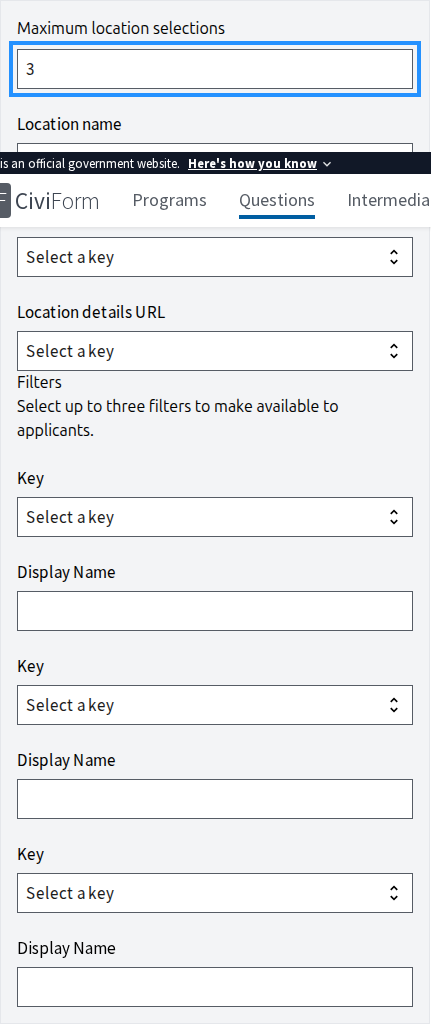 Maximum location selections
3
Location name
is an official government website. Here's how you know
CiviForm Programs Questions Intermedia
Select a key
Location details URL
Select a key
Filters
Select up to three filters to make available to
applicants.
Key
Select a key
Display Name
Key
Select a key
Display Name
Key
Select a key
Display Name